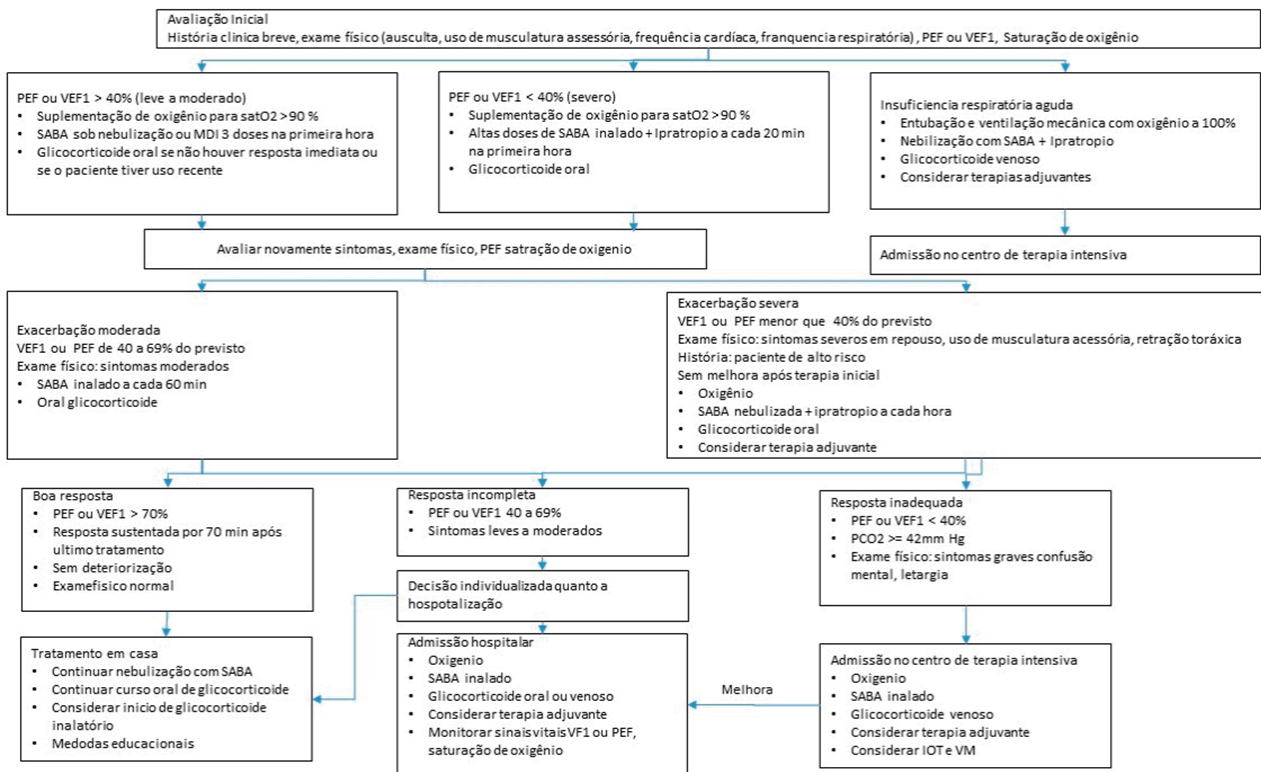 Avaliação Inicial
História clinica breve, exame físico (ausculta, uso de musculatura assessória, frequência cardíaca, franquencia respiratória) , PEF ou VEF1, Saturação de oxigênio
PEF ou VEF1 > 40% (leve a moderado)
• Suplementação de oxigênio para satO2 > 90 %
• SABA sob nebulização ou MDI 3 doses na primeira hora
• Glicocorticoide oral se não houver resposta imediata ou
se o paciente tiver uso recente
PEF ou VEF1 < 40% (severo)
• Suplementação de oxigênio para satO2 > 90 %
• Altas doses de SABA inalado + Ipratropio a cada 20 min
na primeira hora
• Glicocorticoide oral
Insuficiencia respiratória aguda
• Entubação e ventilação mecânica com oxigênio a 100%
• Nebilização com SABA + Ipratropio
• Glicocorticoide venoso
• Considerar terapias adjuvantes
Avaliar novamente sintomas, exame físico, PEF satração de oxigenio
Admissão no centro de terapia intensiva
Exacerbação moderada
VEF1 ou PEF de 40 a 69% do previsto
Exame físico: sintomas moderados
• SABA inalado a cada 60 min
• Oral glicocorticoide
Exacerbação severa
VEF1 ou PEF menor que 40% do previsto
Exame físico: sintomas severos em repouso, uso de musculatura acessória, retração toráxica
História: paciente de alto risco
Sem melhora após terapia inicial
• Oxigênio
• SABA nebulizada + ipratropio a cada hora
• Glicocorticoide oral
• Considerar terapia adjuvante
Boa resposta
• PEF ou VEF1 > 70%
• Resposta sustentada por 70 min após
ultimo tratamento
• Sem deteriorização
• Examefisico normal
Resposta incompleta
• PEF ou VEF1 40 a 69%
• Sintomas leves a moderados
Resposta inadequada
• PEF ou VEF1 < 40%
• PCO2 >= 42mm Hg
• Exame físico: sintomas graves confusão
mental, letargia
Decisão individualizada quanto a
hospotalização
Tratamento em casa
• Continuar nebulização com SABA
• Continuar curso oral de glicocorticoide
• Considerar inicio de glicocorticoide
inalatório
• Medodas educacionais
Admissão hospitalar
• Oxigenio
• SABA inalado
• Glicocorticoide oral ou venoso
• Considerar terapia adjuvante
• Monitorar sinais vitais VF1 ou PEF,
saturação de oxigênio
Melhora
Admissão no centro de terapia intensiva
• Oxigenio
• SABA inalado
• Glicocorticoide venoso
• Considerar terapia adjuvante
• Considerar IOT e VM